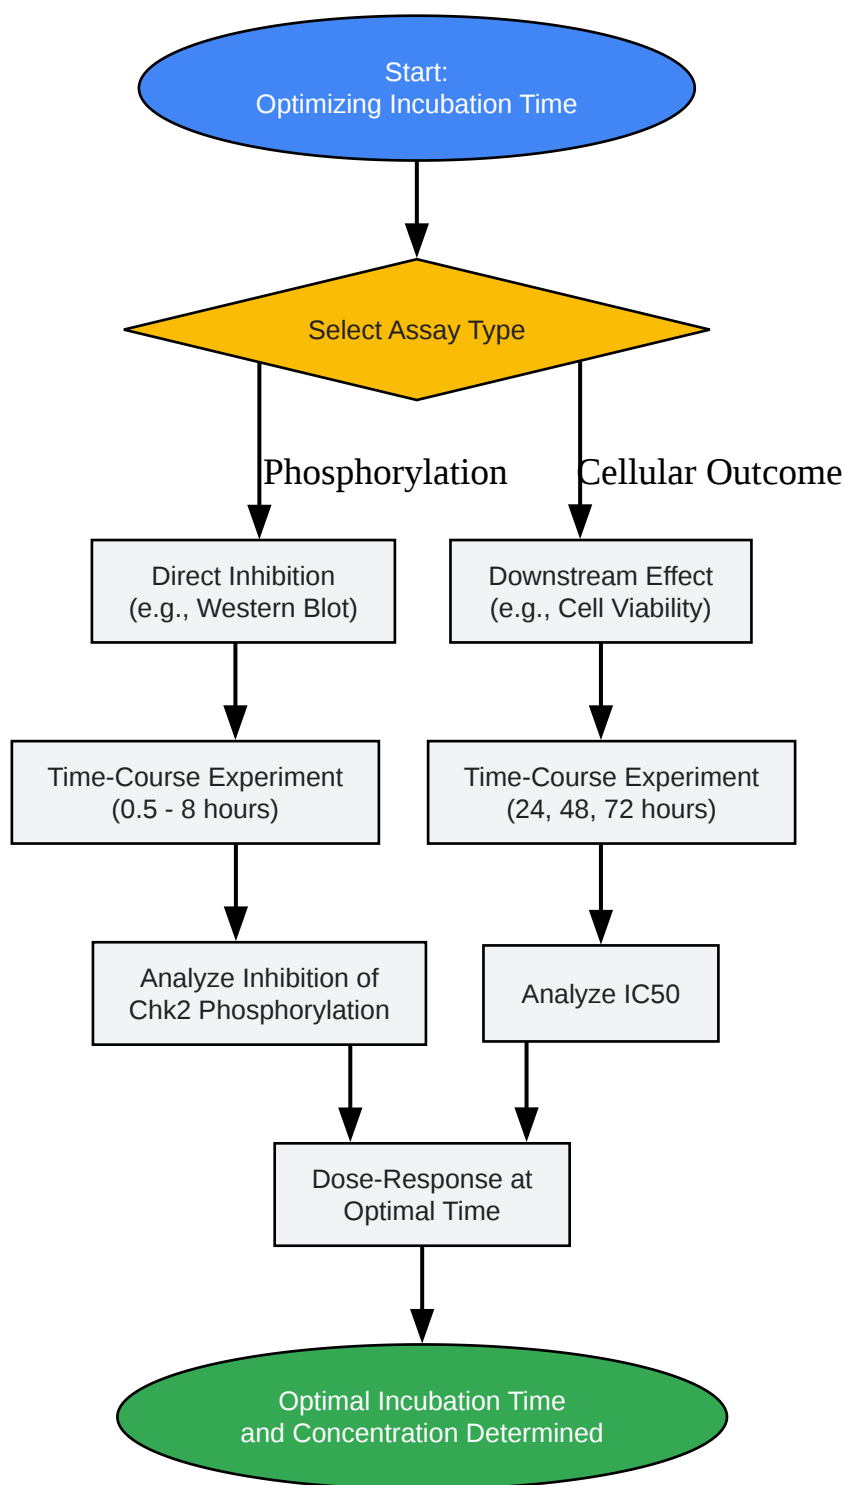 Start:
Optimizing Incubation Time
Select Assay Type
Phosphorylation
Cellular Outcome
Direct Inhibition
(e.g., Western Blot)
Downstream Effect
(e.g., Cell Viability)
Time-Course Experiment
(0.5 - 8 hours)
Time-Course Experiment
(24, 48, 72 hours)
Analyze Inhibition of
Chk2 Phosphorylation
Analyze IC50
Dose-Response at
Optimal Time
Optimal Incubation Time
and Concentration Determined